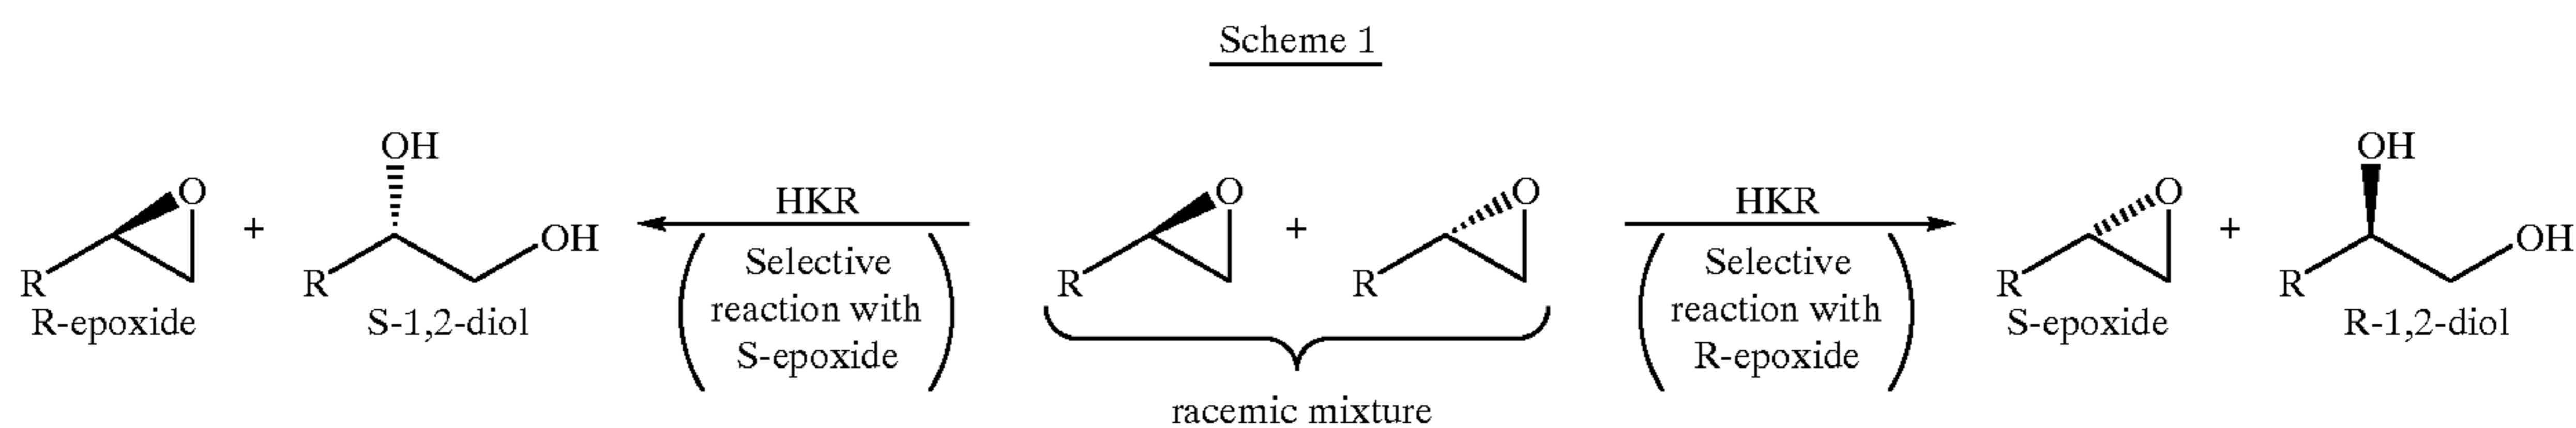 Scheme 1
OH
O
R
R-epoxide
+
OH
R
S-1,2-diol
HKR
Selective
reaction with
S-epoxide
O
R
+
O
R
racemic mixture
HKR
Selective
reaction with
R-epoxide
O
R
S-epoxide
+
OH
OH
R
R-1,2-diol